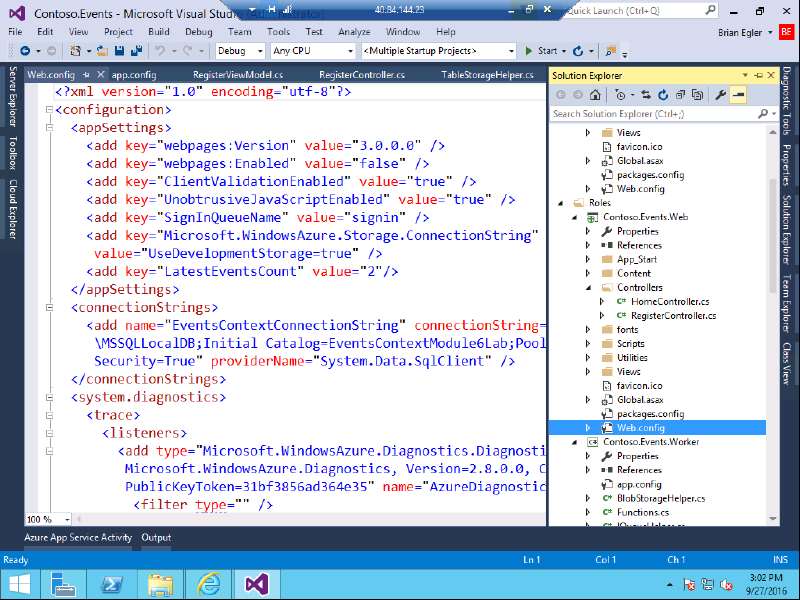 Contoso.Events - Microsoft Visual Stu
40.84.144.23
Quick Launch (Ctrl+Q)
File Edit View Project Build Debug Team Tools Test Analyze Window Help
Brian Egler BE
Debug Any CPU <Multiple Startup Projects> Start
Web.config app.config RegisterViewModel.cs RegisterController.cs TableStorageHelper.cs
Server Explorer
Toolbox
Cloud Explorer
<?xml version="1.0" encoding="utf-8"?>
<configuration>
<appSettings>
<add key="webpages:Version" value="3.0.0.0" />
<add key="webpages:Enabled" value="false" />
<add key="ClientValidationEnabled" value="true" />
<add key="UnobtrusiveJavaScriptEnabled" value="true" />
<add key="SignInQueueName" value="signin" />
<add key="Microsoft.WindowsAzure.Storage.ConnectionString"
value="UseDevelopmentStorage=true" />
<add key="LatestEventsCount" value="2"/>
</appSettings>
<connectionStrings>
<add name="EventsContextConnectionString" connectionString=
\MSSQLLocalDB;Initial Catalog=EventsContextModule6Lab;Pool
Security=True" providerName="System.Data.SqlClient" />
</connectionStrings>
<system.diagnostics>
<trace>
<listeners>
<add type="Microsoft.WindowsAzure.Diagnostics.Diagnosti
Microsoft.WindowsAzure.Diagnostics, Version=2.8.0.0, C
PublicKeyToken=31bf3856ad364e35" name="AzureDiagnostic
<filter type="" />
100 %
Solution Explorer
Search Solution Explorer (Ctrl+;)
Views
favicon.ico
Global.asax
packages.config
Web.config
Roles
Contoso.Events.Web
Properties
References
App_Start
Content
Controllers
HomeController.cs
RegisterController.cs
fonts
Scripts
Utilities
Views
favicon.ico
Global.asax
packages.config
Web.config
Contoso.Events.Worker
Properties
References
app.config
BlobStorageHelper.cs
Functions.cs
Diagnostic Tools
Properties
Solution Explorer
Team Explorer
Class View
Azure App Service Activity Output
Ready Ln 1 Col 1 Ch 1 INS
3:02 PM
9/27/2016